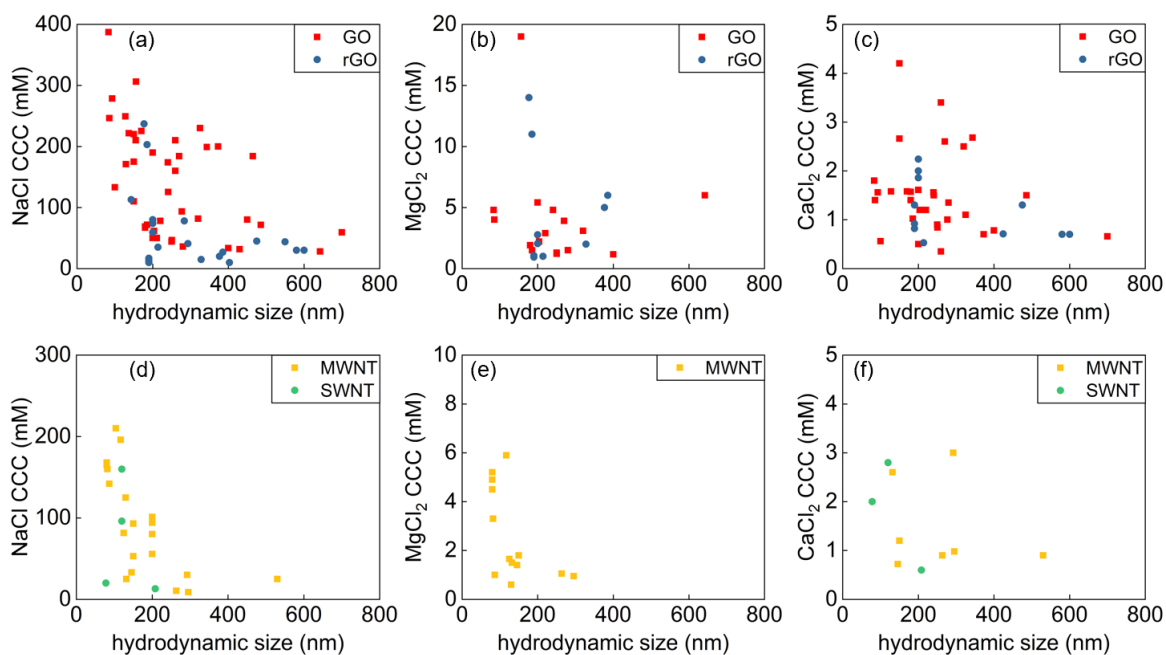 (a)
GO
rGO
NaCl CCC (mM)
400
300
200
100
0
0 200 400 600 800
hydrodynamic size (nm)
(b)
GO
rGO
MgCl₂ CCC (mM)
20
15
10
5
0
0 200 400 600 800
hydrodynamic size (nm)
(c)
GO
rGO
CaCl₂ CCC (mM)
5
4
3
2
1
0
0 200 400 600 800
hydrodynamic size (nm)
(d)
MWNT
SWNT
NaCl CCC (mM)
300
200
100
0
0 200 400 600 800
hydrodynamic size (nm)
(e)
MWNT
MgCl₂ CCC (mM)
10
8
6
4
2
0
0 200 400 600 800
hydrodynamic size (nm)
(f)
MWNT
SWNT
CaCl₂ CCC (mM)
5
4
3
2
1
0
0 200 400 600 800
hydrodynamic size (nm)